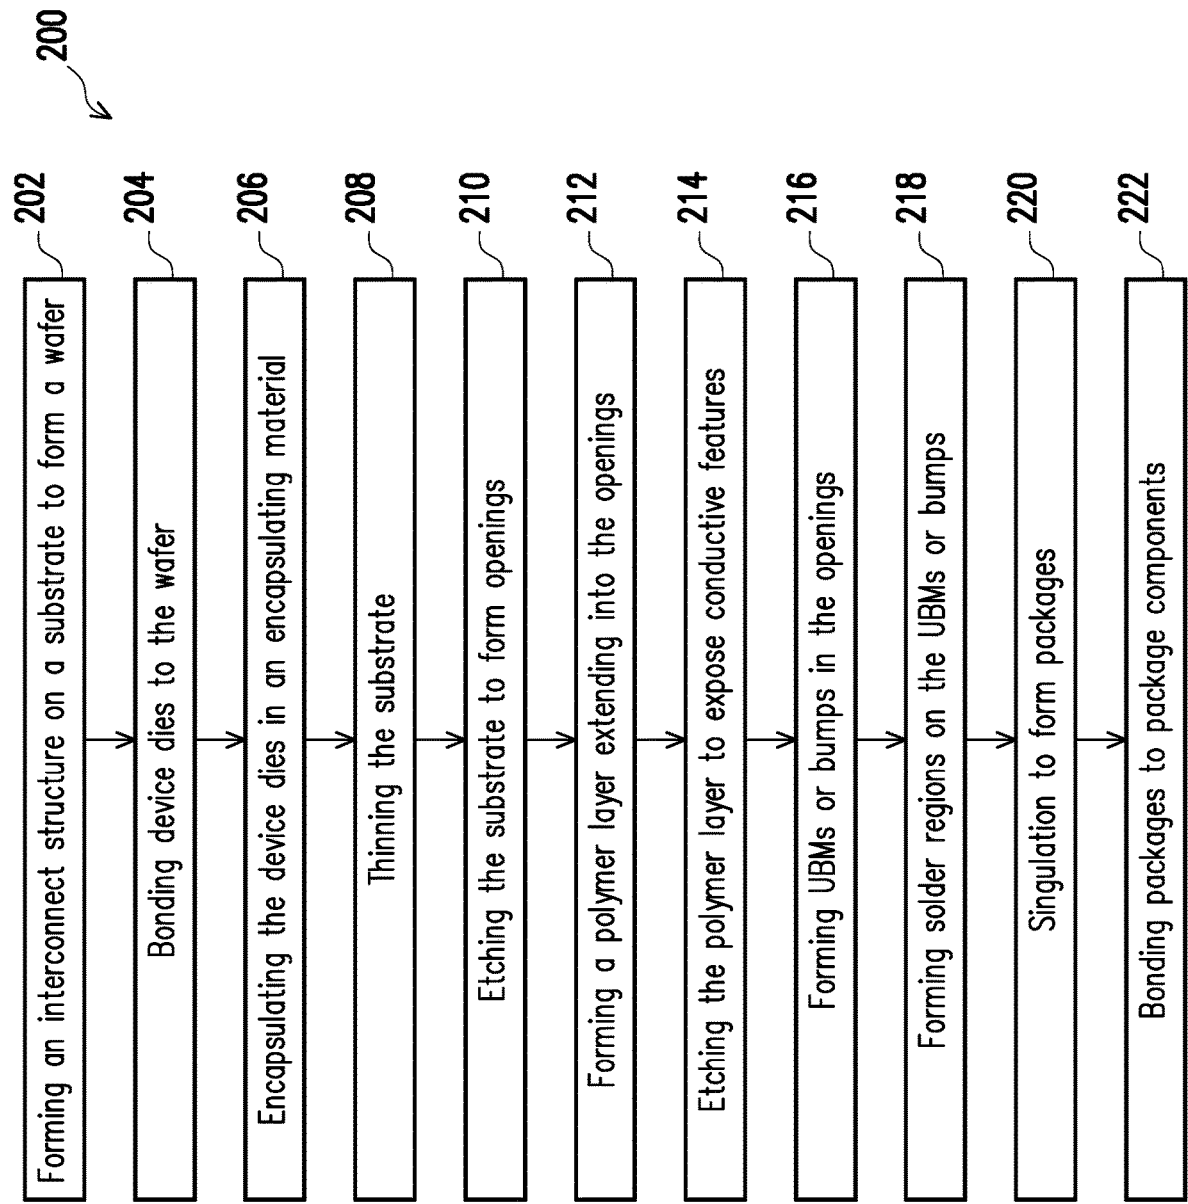 200
Forming an interconnect structure on a substrate to form a wafer
202
Bonding device dies to the wafer
204
Encapsulating the device dies in an encapsulating material
206
Thinning the substrate
208
Etching the substrate to form openings
210
Forming a polymer layer extending into the openings
212
Etching the polymer layer to expose conductive features
214
Forming UBMs or bumps in the openings
216
Forming solder regions on the UBMs or bumps
218
Singulation to form packages
220
Bonding packages to package components
222